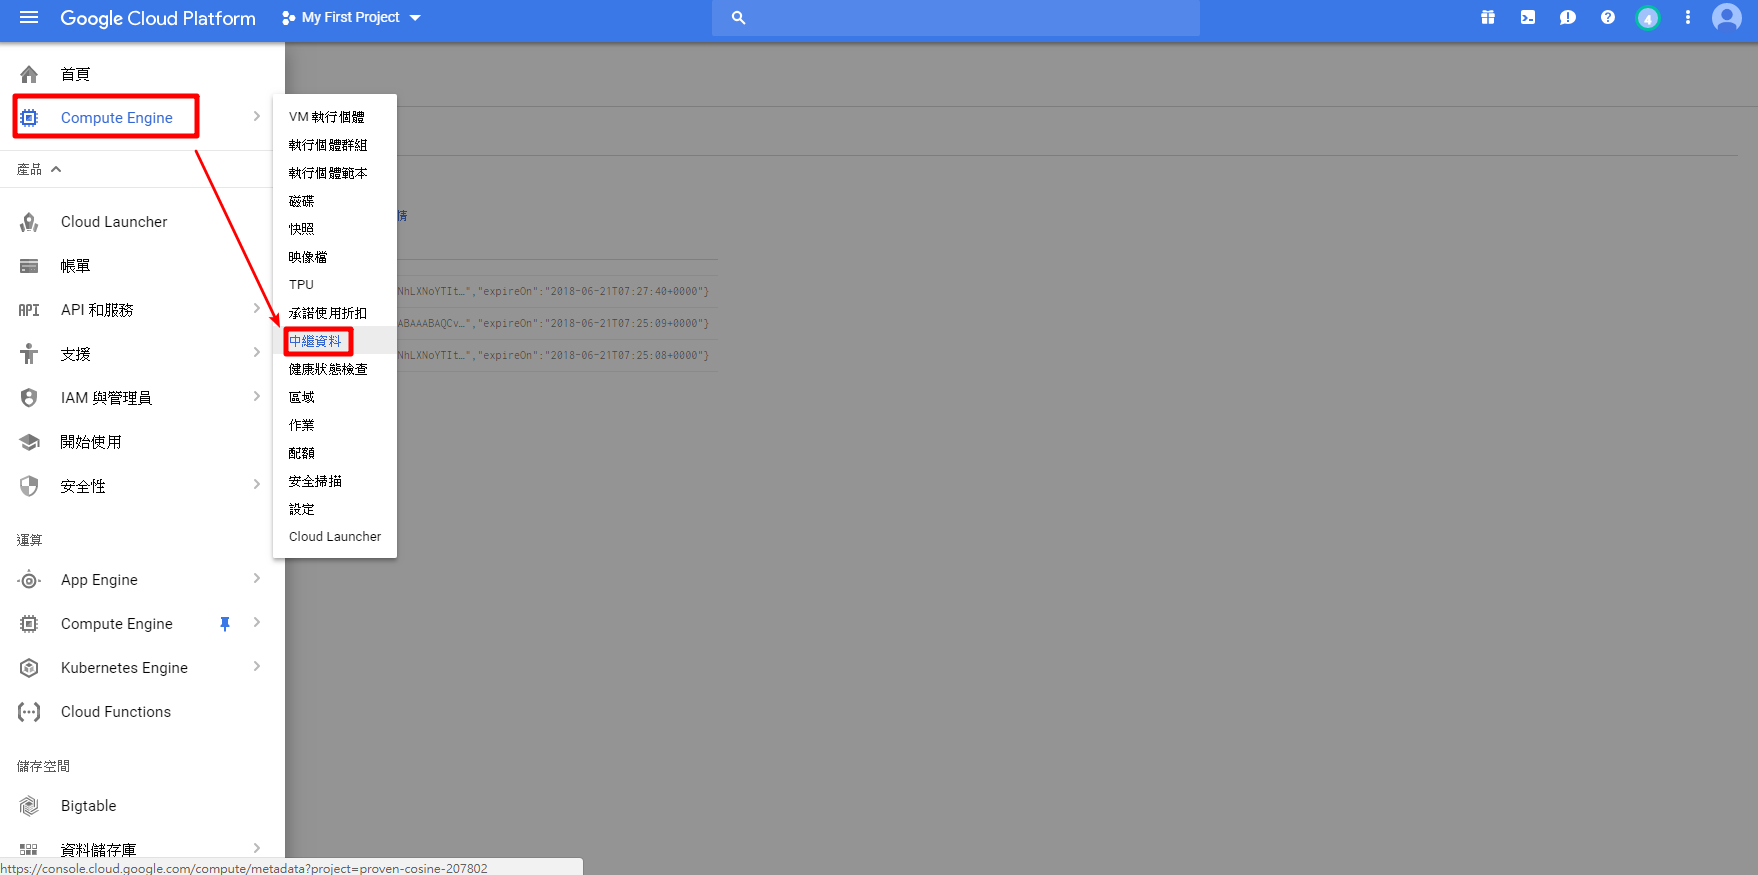 Google Cloud Platform
My First Project
4
首頁
Compute Engine
產品
Cloud Launcher
帳單
API 和服務
支援
IAM 與管理員
開始使用
安全性
運算
App Engine
Compute Engine
Kubernetes Engine
Cloud Functions
儲存空間
Bigtable
資料儲存庫
VM 執行個體
執行個體群組
執行個體範本
磁碟
快照
映像檔
TPU
承諾使用折扣
中繼資料
健康狀態檢查
區域
作業
配額
安全掃描
設定
Cloud Launcher
情
NhLXNoYTIt…","expireOn":"2018-06-21T07:27:40+0000"}
ABAAABAQCv…","expireOn":"2018-06-21T07:25:09+0000"}
NhLXNoYTIt…","expireOn":"2018-06-21T07:25:08+0000"}
https://console.cloud.google.com/compute/metadata?project=proven-cosine-207802